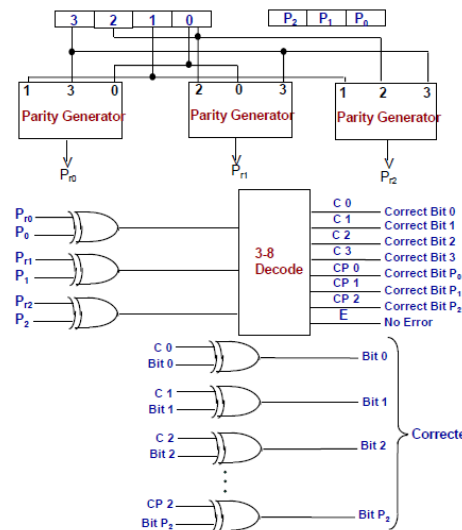 3 2 1 0 P₂ P₁ P₀
1 3 0 2 0 3 1 2 3
Parity Generator Parity Generator Parity Generator
Pr0 Pr1 Pr2
Pr0
P₀
Pr1
P₁
Pr2
P₂
3-8
Decode
C 0 Correct Bit 0
C 1 Correct Bit 1
C 2 Correct Bit 2
C 3 Correct Bit 3
CP 0 Correct Bit P₀
CP 1 Correct Bit P₁
CP 2 Correct Bit P₂
E No Error
C 0
Bit 0 Bit 0
C 1
Bit 1 Bit 1
C 2
Bit 2 Bit 2
Correcte
CP 2
Bit P₂ Bit P₂